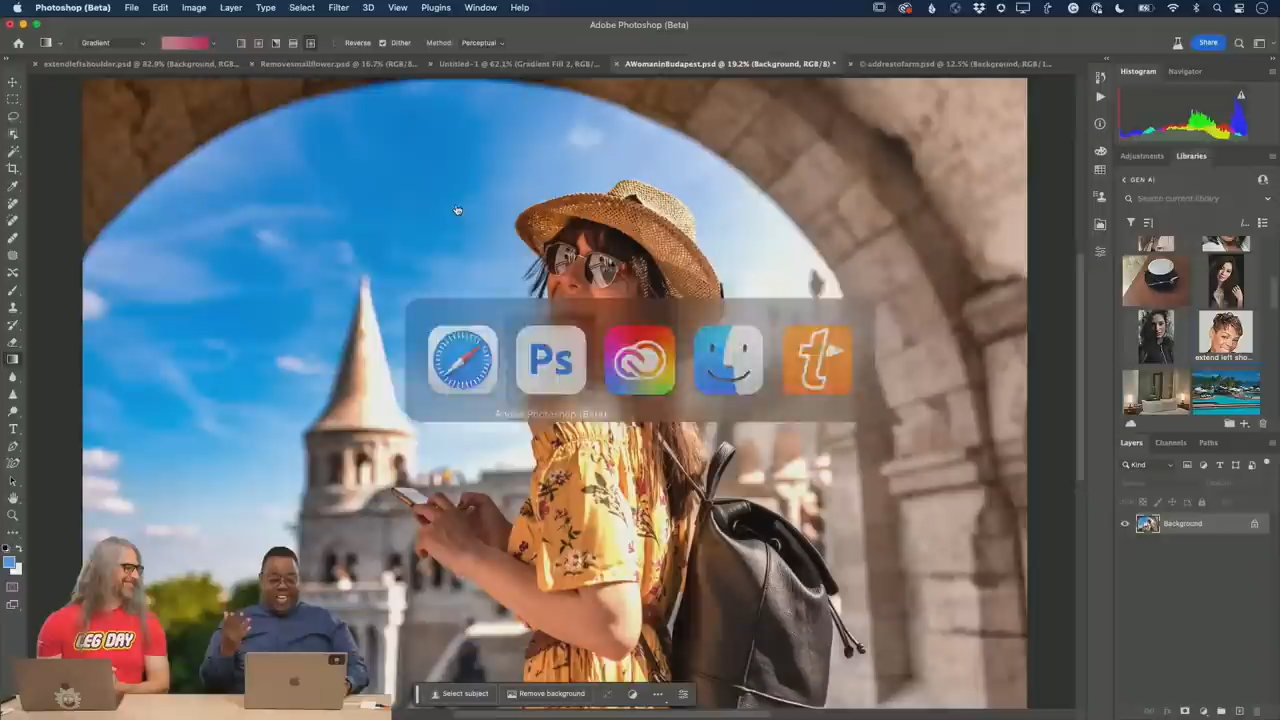 Photoshop (Beta) File Edit Image Layer Type Select Filter 3D View Plugins Window Help
Adobe Photoshop (Beta)
Gradient Reverse Dither Method: Perceptual Share
AWomaninBudapest.psd @ 19.2% (Background, RGB/8) *
Untitled-1 @ 62.1% (Gradient Fill 2, RGB/8...
Removesmallflower.psd @ 16.7% (RGB/8...
extendleftshoulder.psd @ 82.9% (Background, RGB...
© addreatofarm.psd @ 12.5% (Background, RGB/1...
Histogram Navigator
Adjustments Libraries
GEN AI
Search current library
extend left sho...
Ps
t
Adobe Photoshop (Beta)
Layers Channels Paths
Kind
Background
LEG DAY
Select subject Remove background